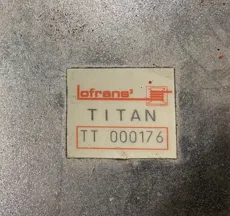 lofrans'
TITAN
TT 000176